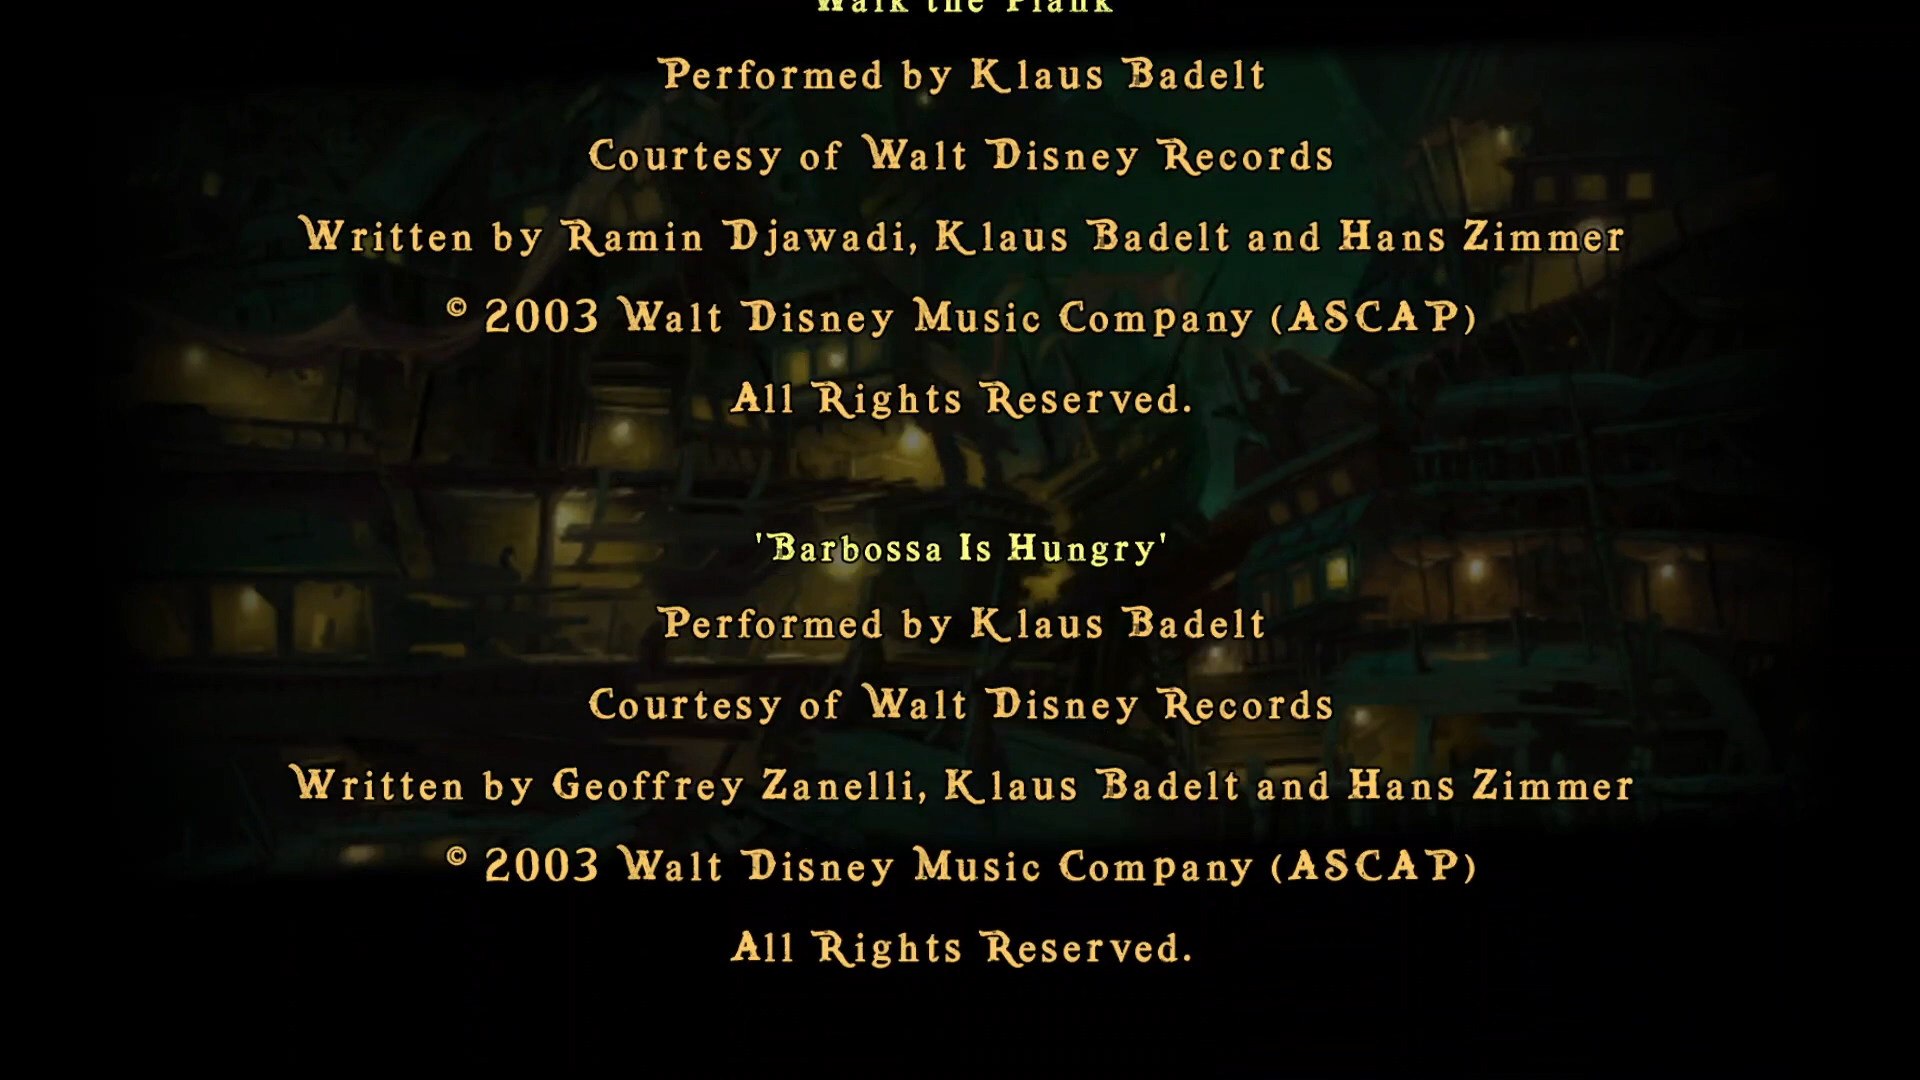 Walk the Plank
Performed by Klaus Badelt
Courtesy of Walt Disney Records
Written by Ramin Djawadi, Klaus Badelt and Hans Zimmer
© 2003 Walt Disney Music Company (ASCAP)
All Rights Reserved.
'Barbossa Is Hungry'
Performed by Klaus Badelt
Courtesy of Walt Disney Records
Written by Geoffrey Zanelli, Klaus Badelt and Hans Zimmer
© 2003 Walt Disney Music Company (ASCAP)
All Rights Reserved.